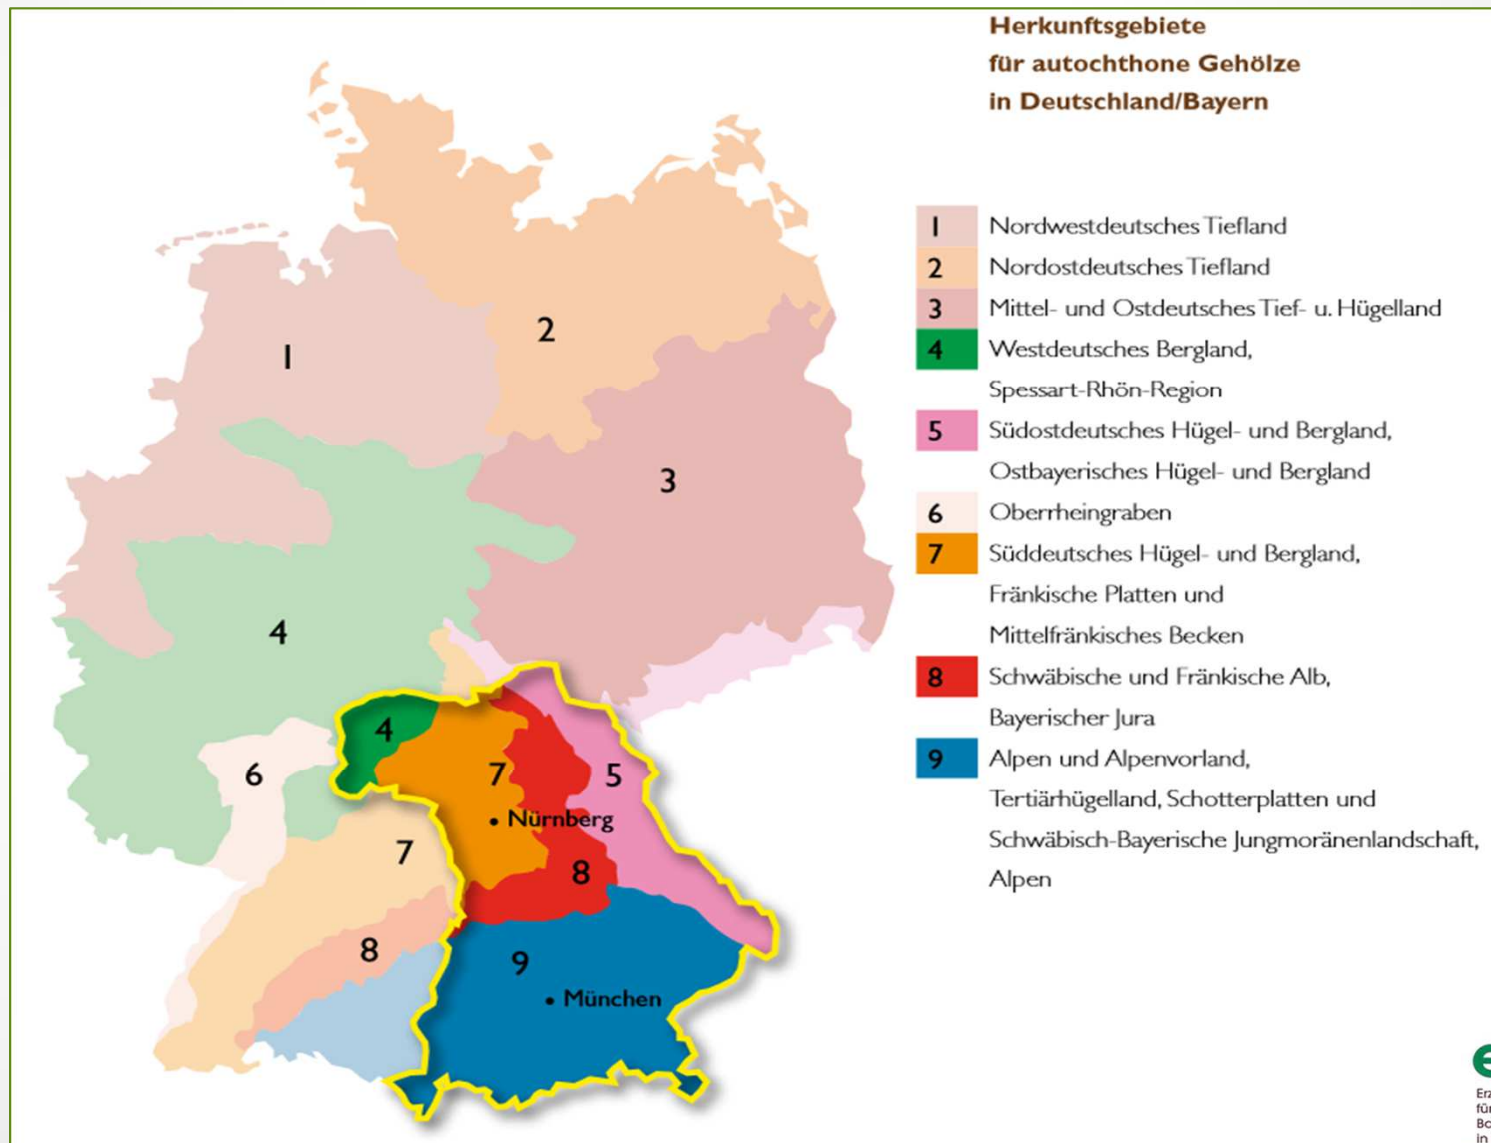 Herkunftsgebiete
für autochthone Gehölze
in Deutschland/Bayern
1 Nordwestdeutsches Tiefland
2 Nordostdeutsches Tiefland
3 Mittel- und Ostdeutsches Tief- u. Hügelland
4 Westdeutsches Bergland,
Spessart-Rhön-Region
5 Südostdeutsches Hügel- und Bergland,
Ostbayerisches Hügel- und Bergland
6 Oberrheingraben
7 Süddeutsches Hügel- und Bergland,
Fränkische Platten und
Mittelfränkisches Becken
8 Schwäbische und Fränkische Alb,
Bayerischer Jura
9 Alpen und Alpenvorland,
Tertiärhügelland, Schotterplatten und
Schwäbisch-Bayerische Jungmoränenlandschaft,
Alpen
2
1
3
4
4
6
7
5
Nürnberg
7
8
8
9
München
für
in